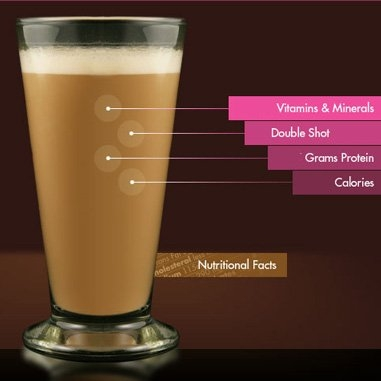 Vitamins & Minerals
Double Shot
Grams Protein
Calories
Nutritional Facts